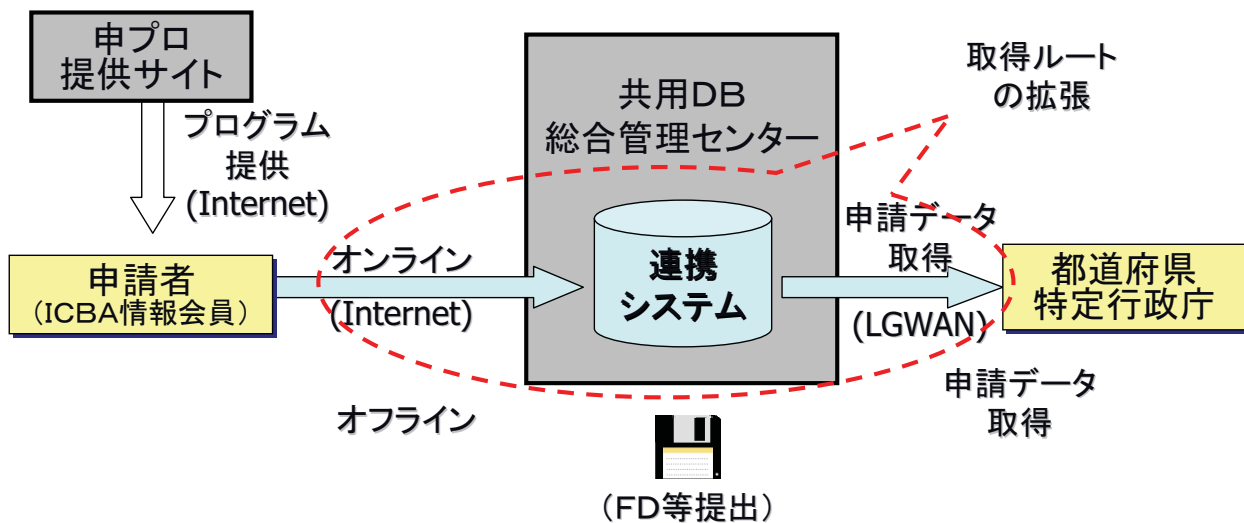 申プロ
提供サイト
プログラム
提供
(Internet)
申請者
(ICBA情報会員)
オンライン
(Internet)
オフライン
共用DB
総合管理センター
連携
システム
(FD等提出)
取得ルート
の拡張
申請データ
取得
(LGWAN)
都道府県
特定行政庁
申請データ
取得